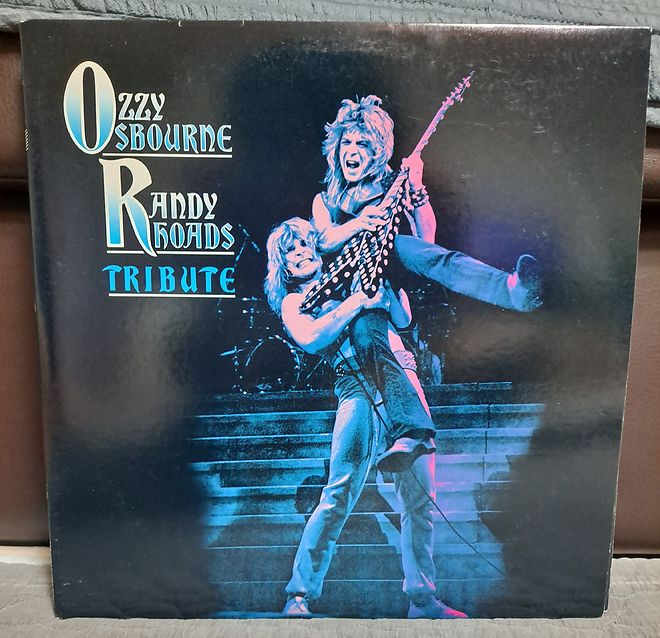 Ozzy
Osbourne
Randy
Rhoads
Tribute